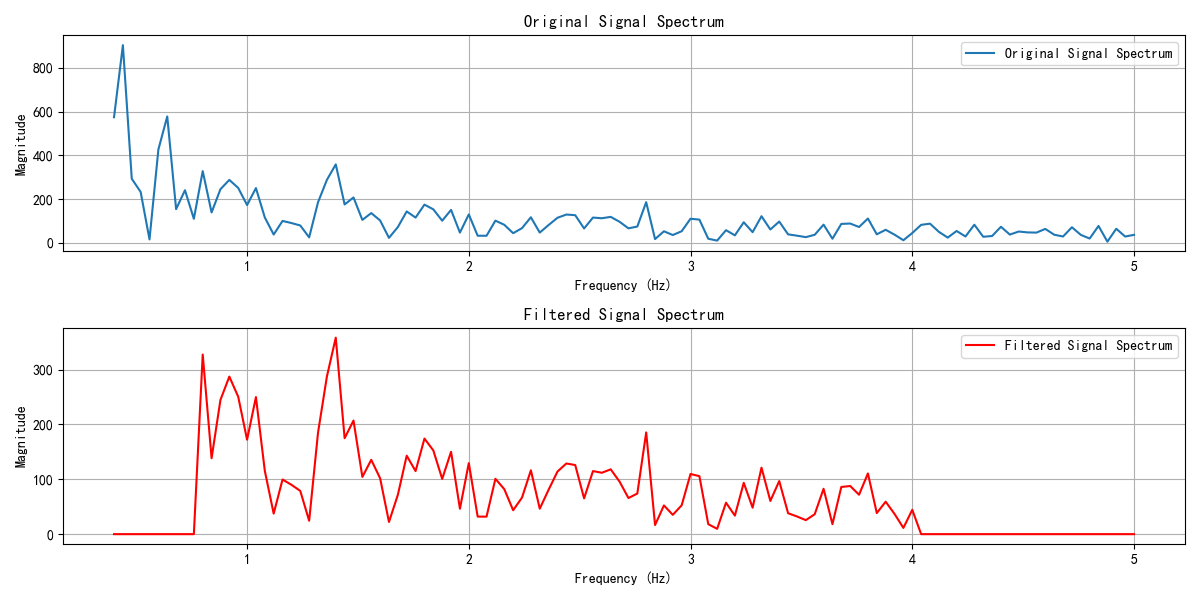 Original Signal Spectrum
Original Signal Spectrum
Magnitude
800
600
400
200
0
1 2 3 4 5
Frequency (Hz)
Filtered Signal Spectrum
Filtered Signal Spectrum
Magnitude
300
200
100
0
1 2 3 4 5
Frequency (Hz)